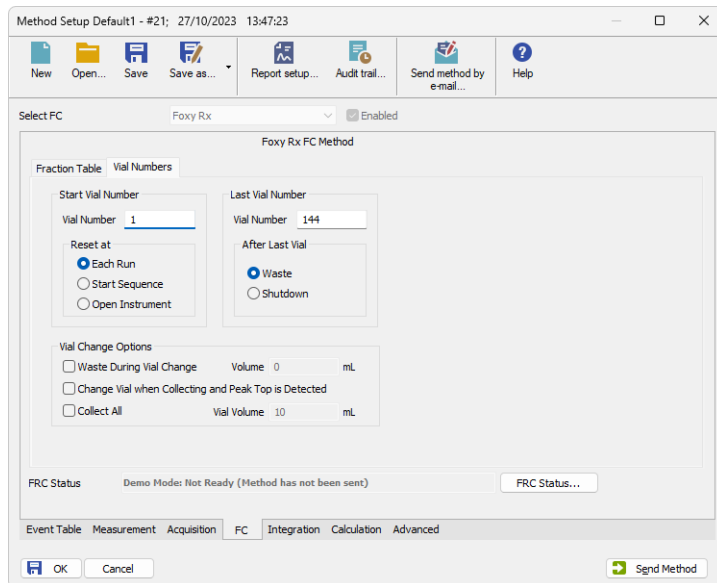 Method Setup Default1 - #21; 27/10/2023 13:47:23
New Open... Save Save as... Report setup... Audit trail... Send method by e-mail... Help
Select FC Foxy Rx Enabled
Foxy Rx FC Method
Fraction Table Vial Numbers
Start Vial Number Last Vial Number
Vial Number 1 Vial Number 144
Reset at After Last Vial
Each Run Waste
Start Sequence Shutdown
Open Instrument
Vial Change Options
Waste During Vial Change Volume 0 mL
Change Vial when Collecting and Peak Top is Detected
Collect All Vial Volume 10 mL
FRC Status Demo Mode: Not Ready (Method has not been sent) FRC Status...
Event Table Measurement Acquisition FC Integration Calculation Advanced
OK Cancel Send Method